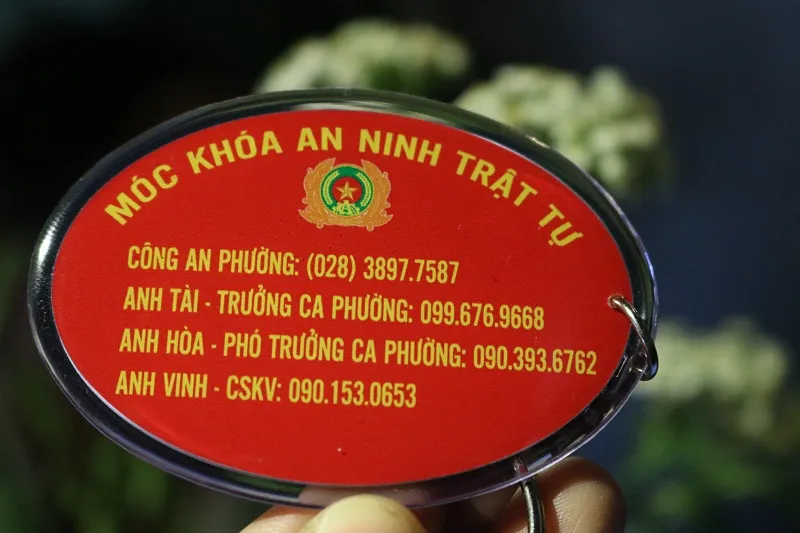 MÓC KHÓA AN NINH TRẬT TỰ
CÔNG AN PHƯỜNG: (028) 3897.7587
ANH TÀI - TRƯỞNG CA PHƯỜNG: 099.676.9668
ANH HÒA - PHÓ TRƯỞNG CA PHƯỜNG: 090.393.6762
ANH VINH - CSKV: 090.153.0653